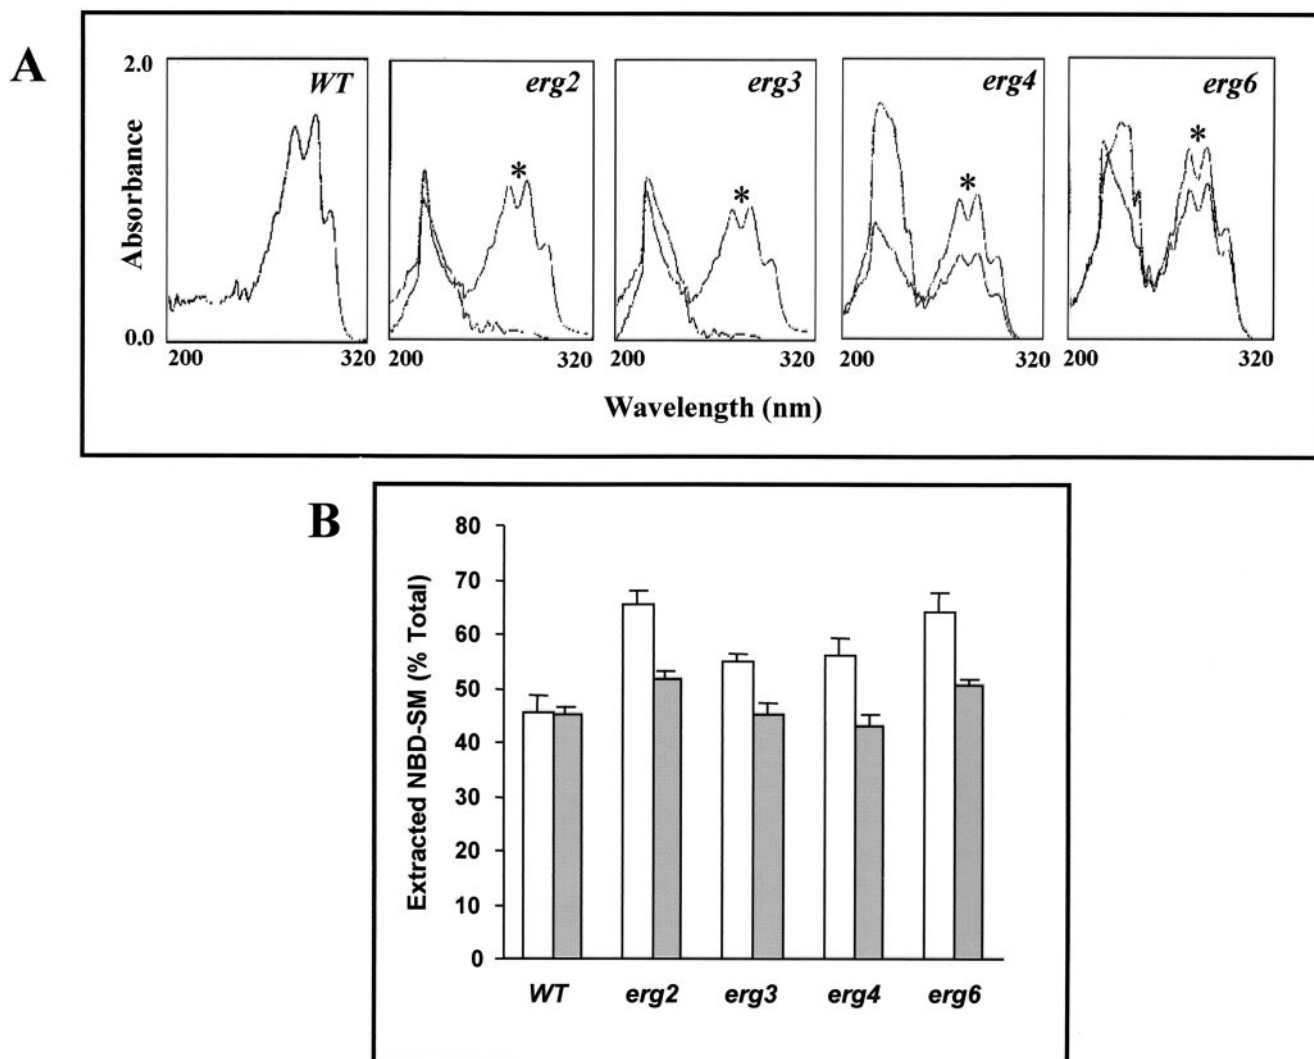 A
2.0
WT
erg2
erg3
erg4
erg6
*
*
*
*
Absorbance
0.0
200 320 200 320 200 320 200 320 200 320
Wavelength (nm)
B
Extracted NBD-SM (% Total)
80
70
60
50
40
30
20
10
0
WT erg2 erg3 erg4 erg6